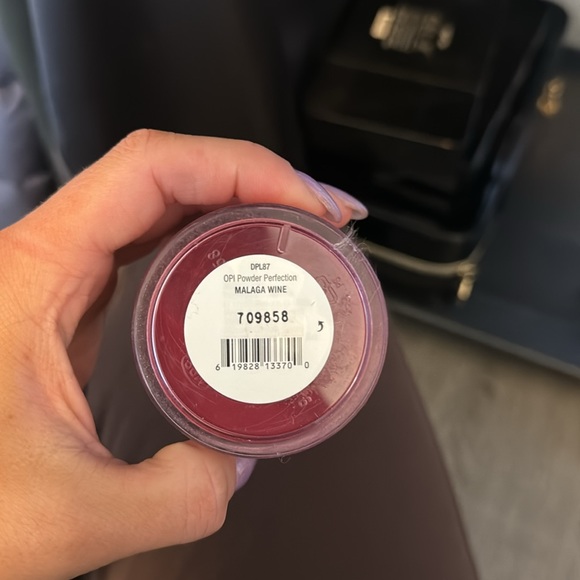 DPL87
OPI Powder Perfection
MALAGA WINE
709858
6 19828 13370 0